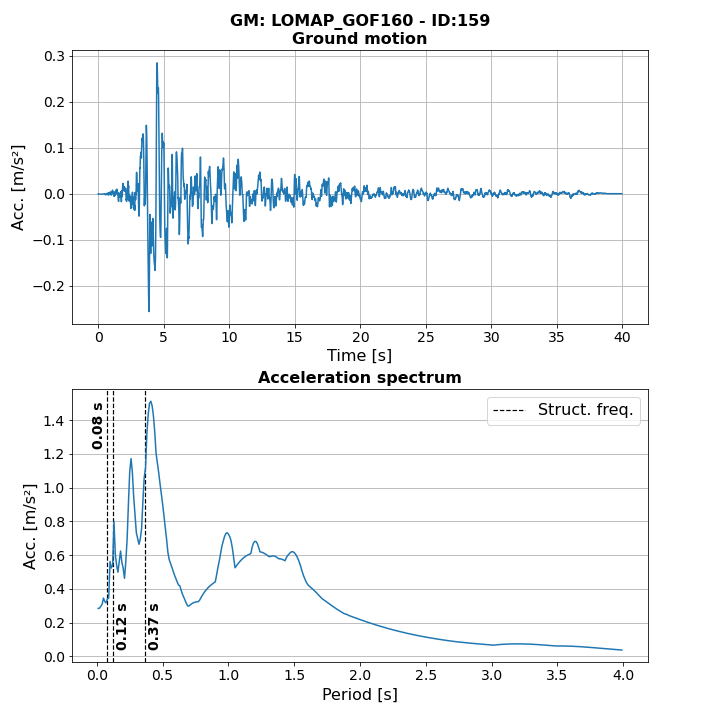 GM: LOMAP_GOF160 - ID:159
Ground motion
0.3
0.2
0.1
0.0
−0.1
−0.2
Acc. [m/s²]
0 5 10 15 20 25 30 35 40
Time [s]
Acceleration spectrum
1.4
1.2
1.0
0.8
0.6
0.4
0.2
0.0
Acc. [m/s²]
0.08 s
0.12 s
0.37 s
Struct. freq.
0.0 0.5 1.0 1.5 2.0 2.5 3.0 3.5 4.0
Period [s]